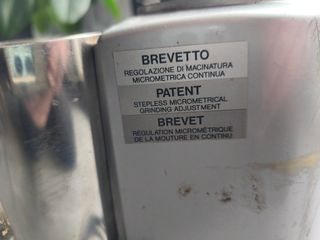 BREVETTO
REGOLAZIONE DI MACINATURA
MICROMETRICA CONTINUA
PATENT
STEPLESS MICROMETRICAL
GRINDING ADJUSTMENT
BREVET
RÉGULATION MICROMÉTRIQUE
DE LA MOUTURE EN CONTINU